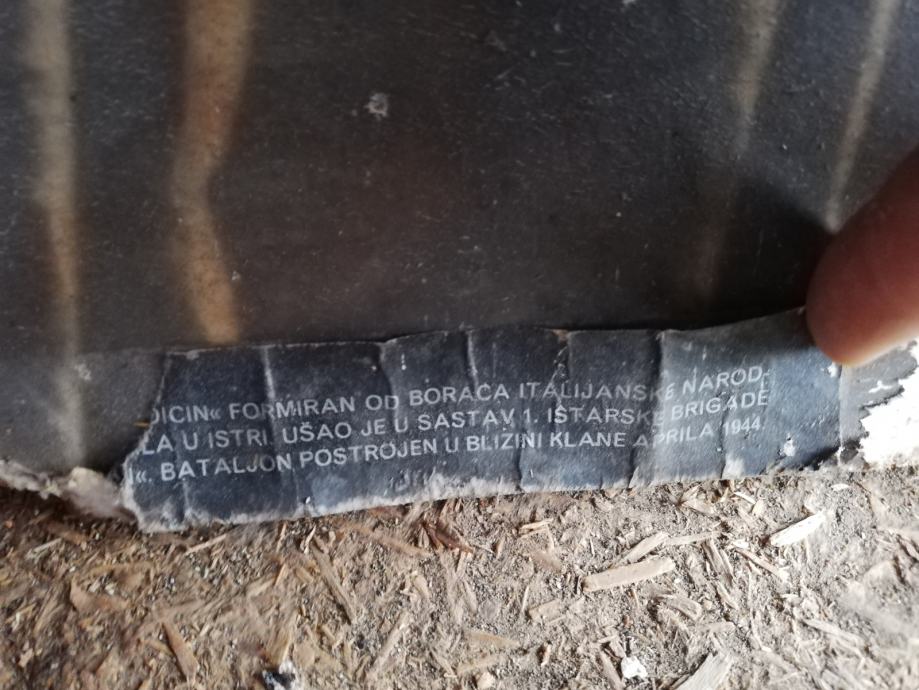 DICIN« FORMIRAN OD BORACA ITALIJANSKE NAROD-
LA U ISTRI, UŠAO JE U SASTAV 1. ISTARSKE BRIGADE
I«. BATALJON POSTROJEN U BLIZINI KLANE APRILA 1944.